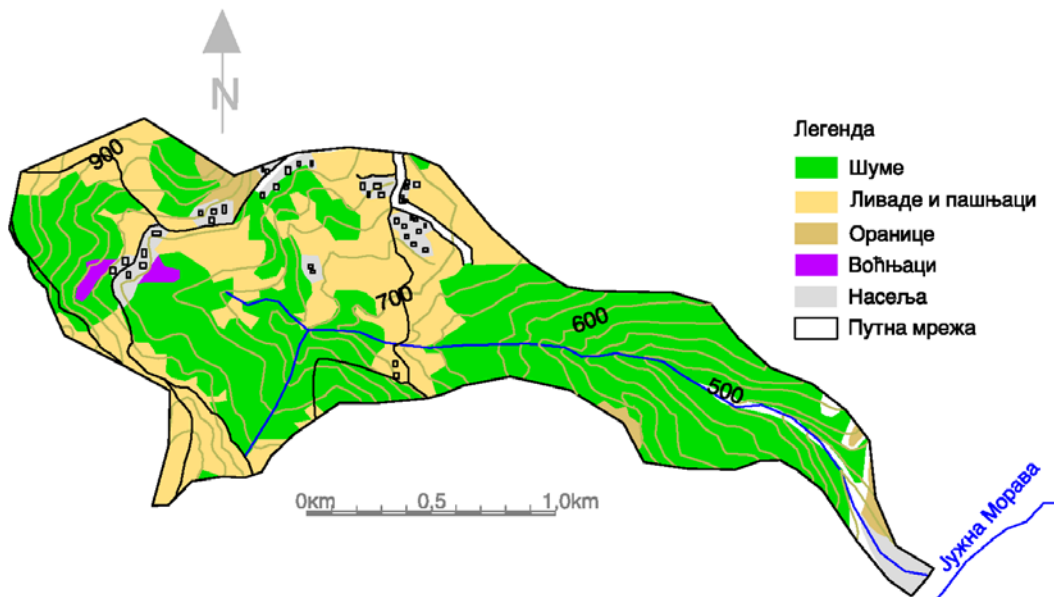 N
900
700
600
500
Легенда
Шуме
Ливаде и пашњаци
Оранице
Воћњаци
Насеља
Путна мрежа
0км 0,5 1,0km
Јужна Морава